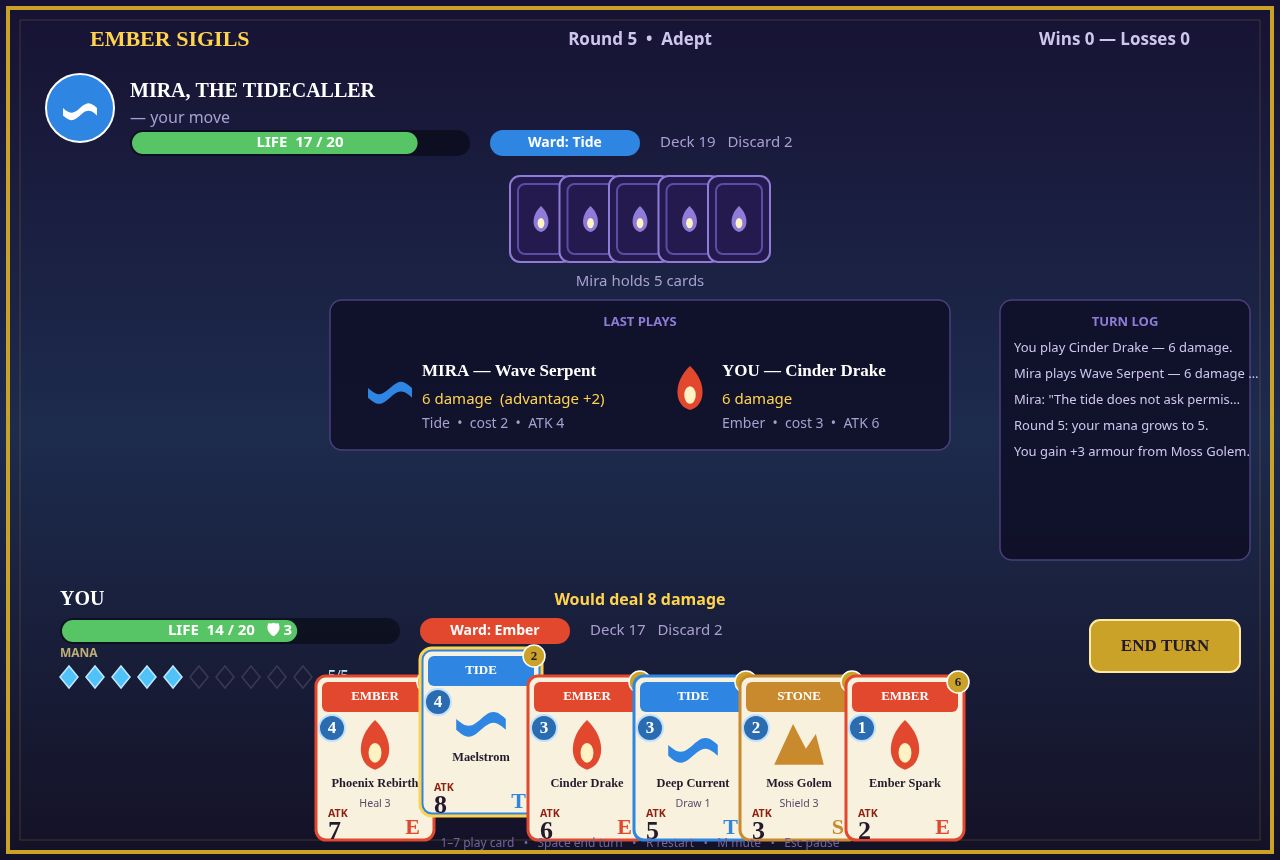 EMBER SIGILS
Round 5 • Adept
Wins 0 — Losses 0
MIRA, THE TIDECALLER
— your move
LIFE 17 / 20
Ward: Tide
Deck 19 Discard 2
Mira holds 5 cards
LAST PLAYS
MIRA — Wave Serpent
6 damage (advantage +2)
Tide • cost 2 • ATK 4
YOU — Cinder Drake
6 damage
Ember • cost 3 • ATK 6
TURN LOG
You play Cinder Drake — 6 damage.
Mira plays Wave Serpent — 6 damage ...
Mira: "The tide does not ask permis...
Round 5: your mana grows to 5.
You gain +3 armour from Moss Golem.
YOU
Would deal 8 damage
LIFE 14 / 20 3
Ward: Ember
Deck 17 Discard 2
END TURN
MANA
5/5
EMBER
4
Phoenix Rebirth
Heal 3
ATK
7
E
2
TIDE
4
Maelstrom
ATK
8
T
EMBER
3
Cinder Drake
ATK
6
E
TIDE
3
Deep Current
Draw 1
ATK
5
T
STONE
2
Moss Golem
Shield 3
ATK
3
S
6
EMBER
1
Ember Spark
ATK
2
E
1–7 play card • Space end turn • R restart • M mute • Esc pause